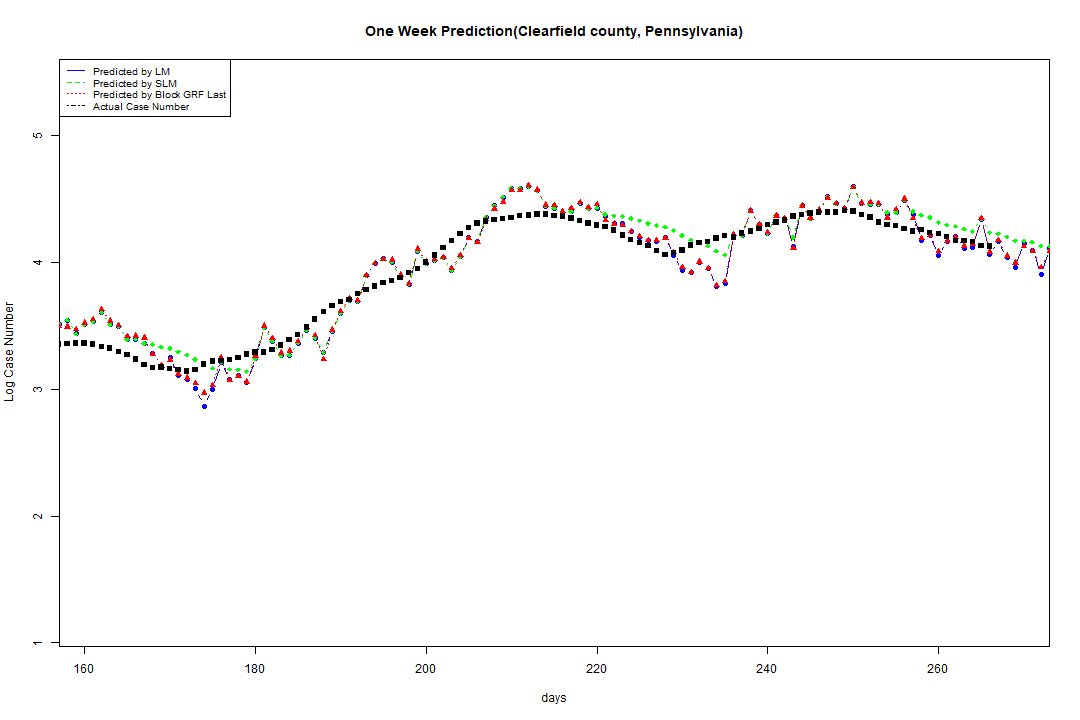 One Week Prediction(Clearfield county, Pennsylvania)
Predicted by LM
Predicted by SLM
Predicted by Block GRF Last
Actual Case Number
5
4
3
2
1
Log Case Number
160 180 200 220 240 260
days